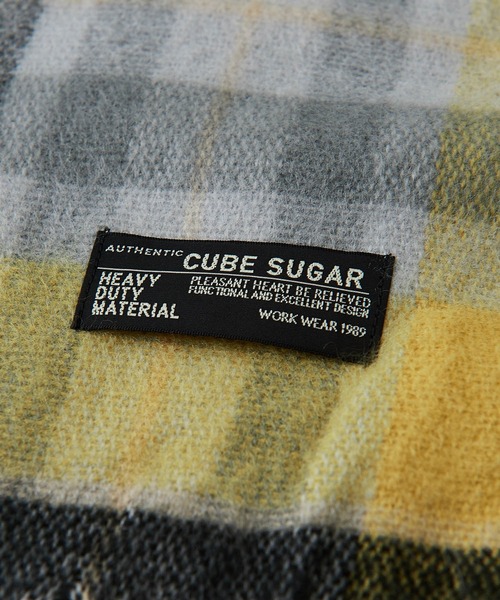 AUTHENTIC CUBE SUGAR
HEAVY
DUTY
MATERIAL
PLEASANT HEART BE RELIEVED
FUNCTIONAL AND EXCELLENT DESIGN
WORK WEAR 1989